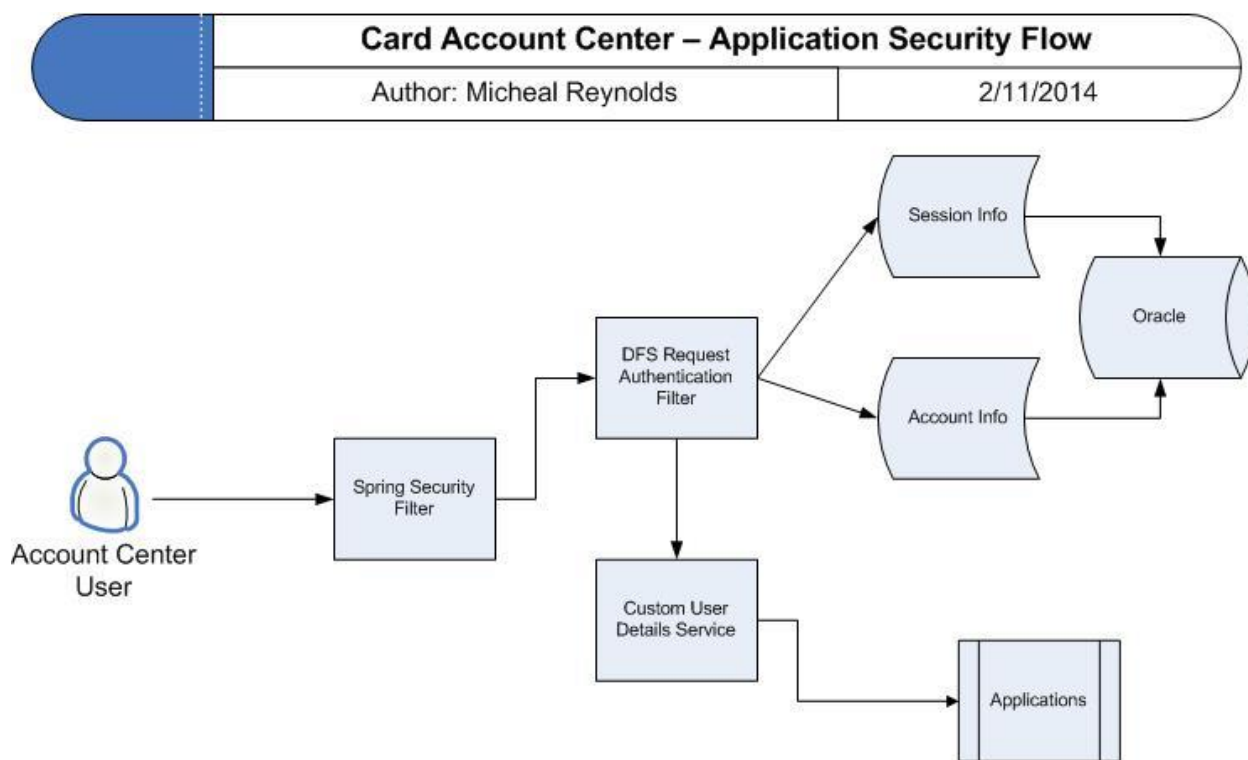 Card Account Center – Application Security Flow
Author: Micheal Reynolds
2/11/2014
Session Info
Oracle
DFS Request
Authentication
Filter
Account Info
Spring Security
Filter
Account Center
User
Custom User
Details Service
Applications